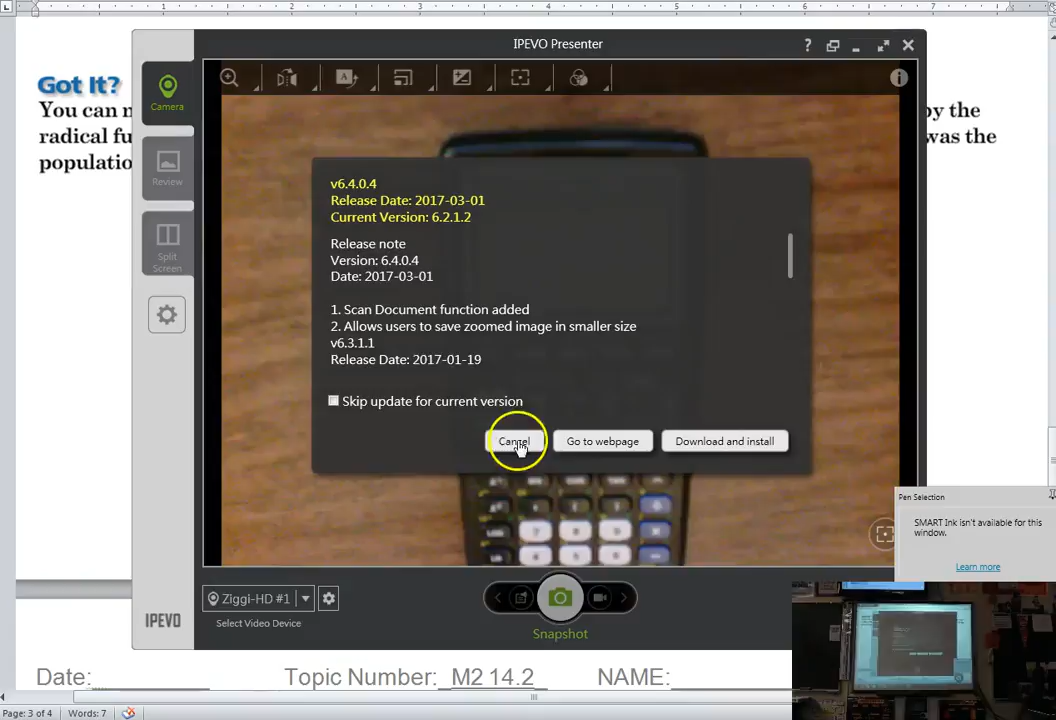 IPEVO Presenter
?
Got It?
You can n
by the
radical fu
was the
populatio
Camera
Review
Split
Screen
v6.4.0.4
Release Date: 2017-03-01
Current Version: 6.2.1.2
Release note
Version: 6.4.0.4
Date: 2017-03-01
1. Scan Document function added
2. Allows users to save zoomed image in smaller size
v6.3.1.1
Release Date: 2017-01-19
Skip update for current version
Cancel
Go to webpage
Download and install
Pen Selection
SMART Ink isn't available for this
window.
Learn more
Ziggi-HD #1
Select Video Device
IPEVO
Snapshot
Date:
Topic Number: M2 14.2
NAME:
Page: 3 of 4
Words: 7